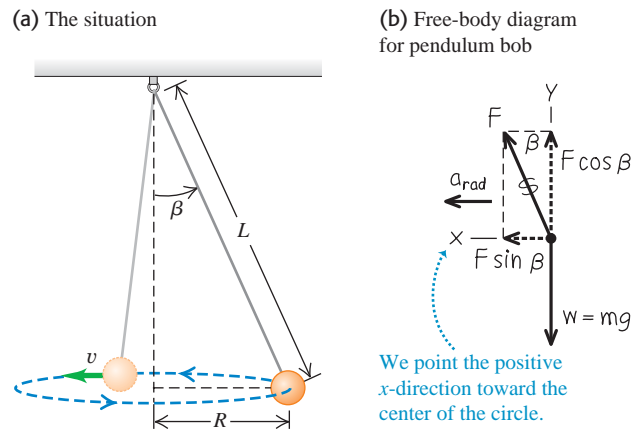 (a) The situation
β
L
v
R
(b) Free-body diagram
for pendulum bob
Y
F
β
F cos β
a rad
X
F sin β
w = mg
We point the positive
x-direction toward the
center of the circle.